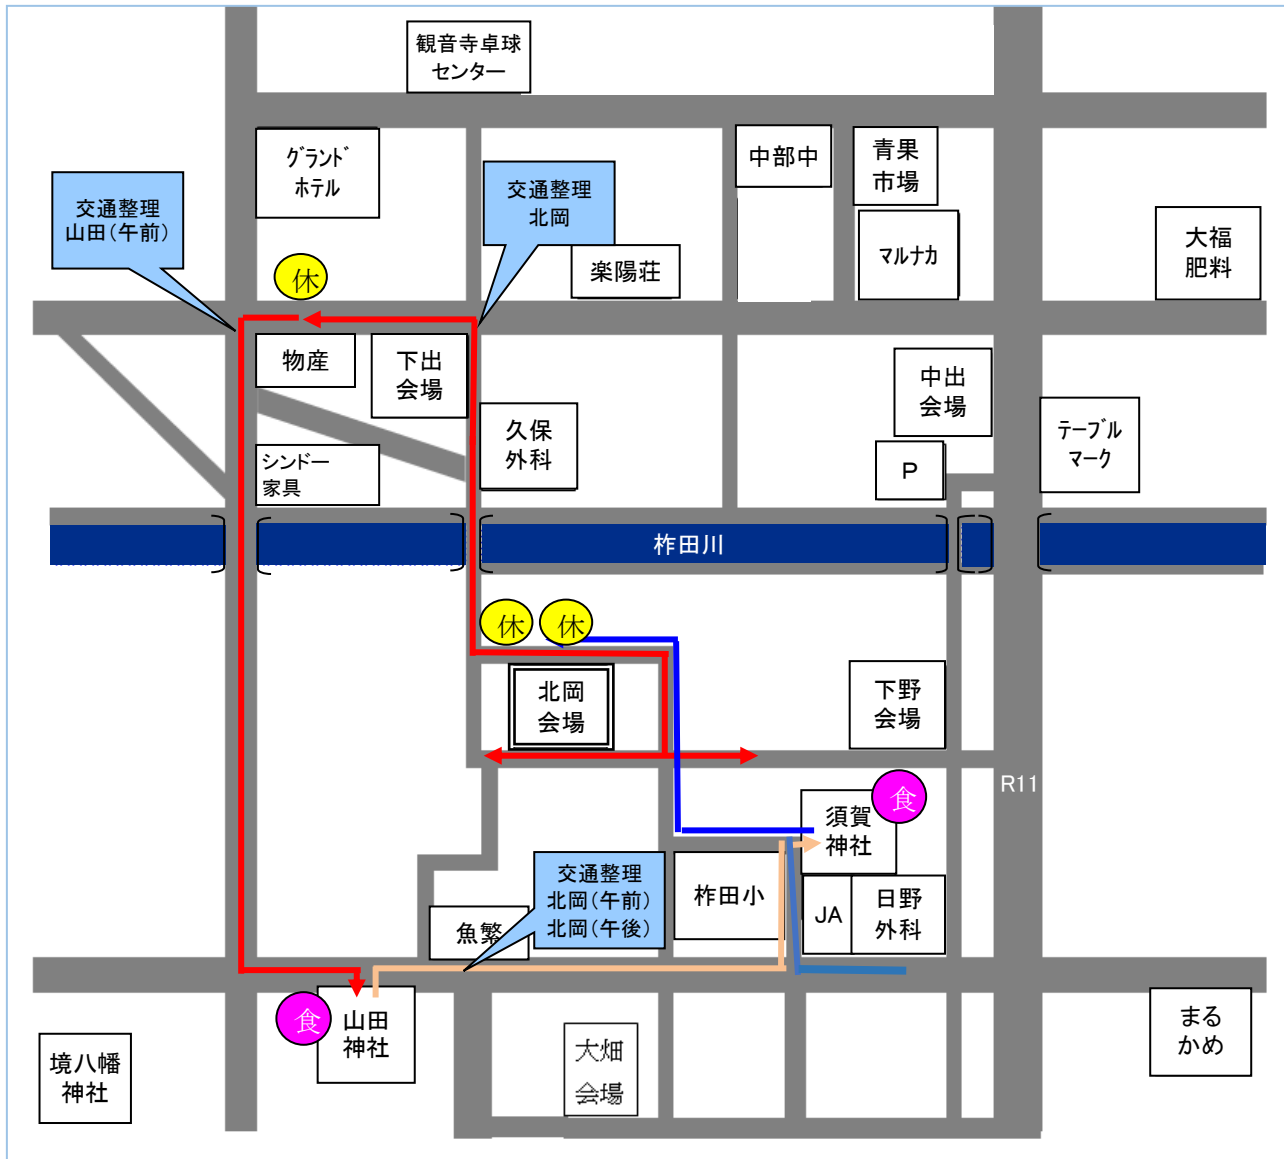 観音寺卓球
センター
グランド
ホテル
中部中
青果
市場
交通整理
山田(午前)
交通整理
北岡
楽陽荘
マルナカ
大福
肥料
休
物産
下出
会場
中出
会場
久保
外科
テーブル
マーク
シンドー
家具
P
柞田川
休
休
北岡
会場
下野
会場
R11
食
須賀
神社
交通整理
北岡(午前)
北岡(午後)
柞田小
JA
日野
外科
魚繁
食
山田
神社
大畑
会場
まる
かめ
境八幡
神社